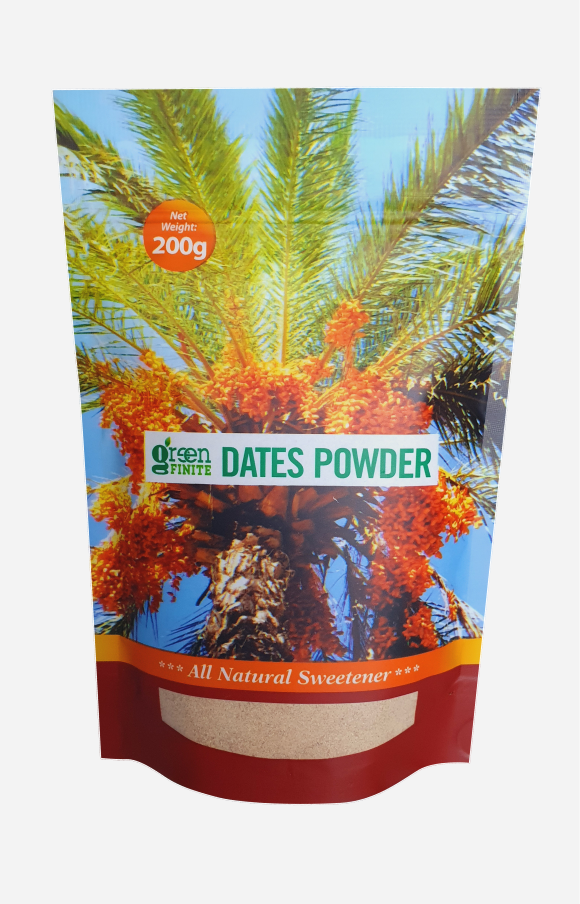 Net
Weight:
200g
green
FINITE
DATES POWDER
*** All Natural Sweetener ***